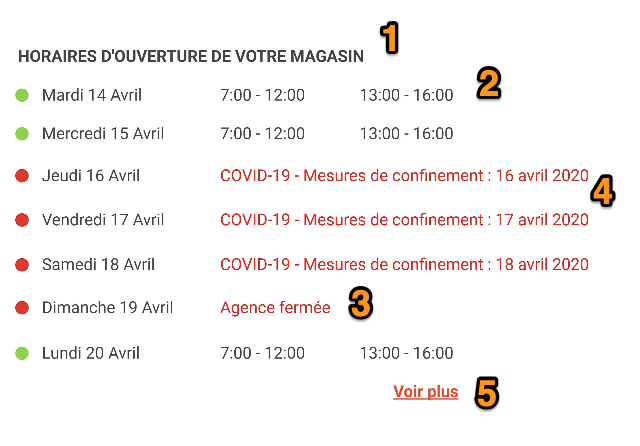 HORAIRES D'OUVERTURE DE VOTRE MAGASIN 1
Mardi 14 Avril 7:00 - 12:00 13:00 - 16:00 2
Mercredi 15 Avril 7:00 - 12:00 13:00 - 16:00
Jeudi 16 Avril COVID-19 - Mesures de confinement : 16 avril 2020 4
Vendredi 17 Avril COVID-19 - Mesures de confinement : 17 avril 2020
Samedi 18 Avril COVID-19 - Mesures de confinement : 18 avril 2020
Dimanche 19 Avril Agence fermée 3
Lundi 20 Avril 7:00 - 12:00 13:00 - 16:00
Voir plus 5